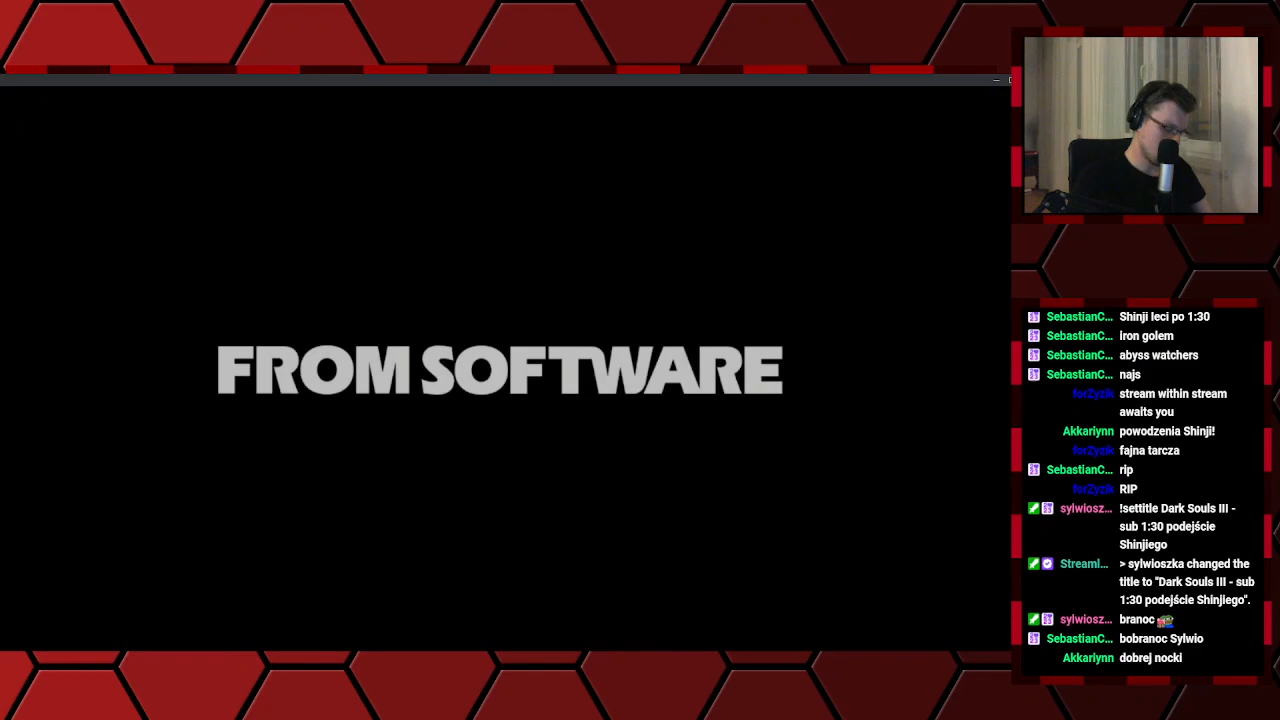 FROM SOFTWARE
SebastianC... Shinji leci po 1:30
SebastianC... iron golem
SebastianC... abyss watchers
SebastianC... najs
forZyzik stream within stream
awaits you
Akkariynn powodzenia Shinji!
forZyzik fajna tarcza
SebastianC... rip
forZyzik RIP
sylwiosz... !settitle Dark Souls III -
sub 1:30 podejście
Shinjiego
Streaml... > sylwioszka changed the
title to "Dark Souls III - sub
1:30 podejście Shinjiego".
sylwiosz... branoc
SebastianC... bobranoc Sylwio
Akkariynn dobrej nocki